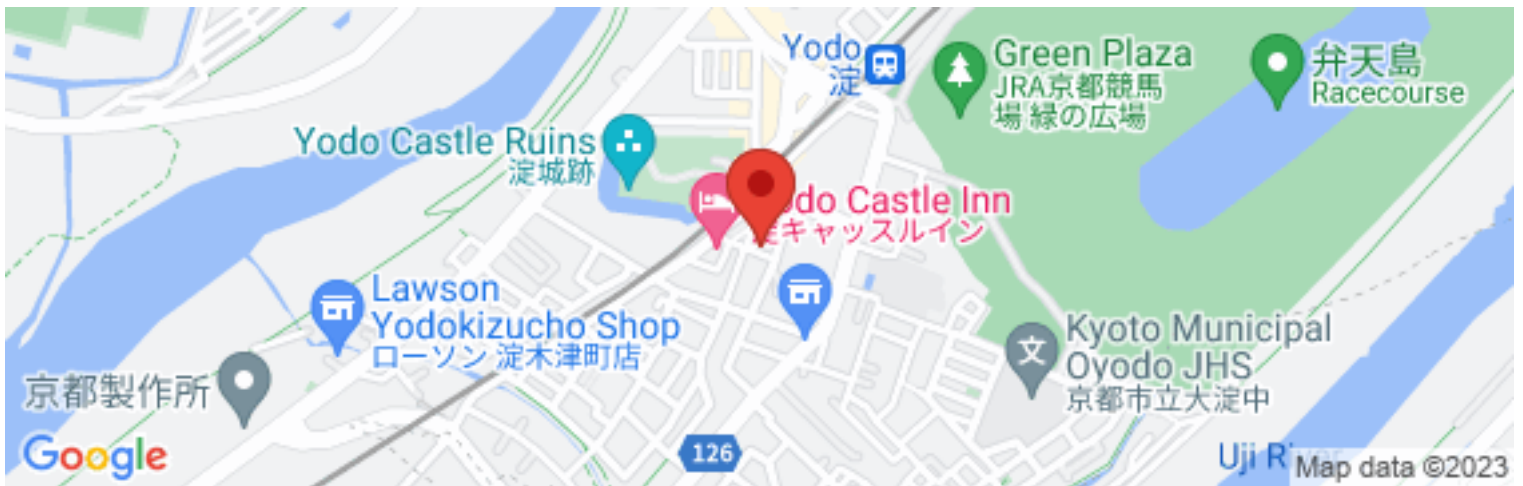 Yodo
淀
Green Plaza
JRA京都競馬
場 緑の広場
弁天島
Racecourse
Yodo Castle Ruins
淀城跡
Castle Inn
キャッスルイン
Lawson
Yodokizucho Shop
ローソン 淀木津町店
Kyoto Municipal
Oyodo JHS
京都市立大淀中
文
京都製作所
Google
126
Uji
Map data ©2023